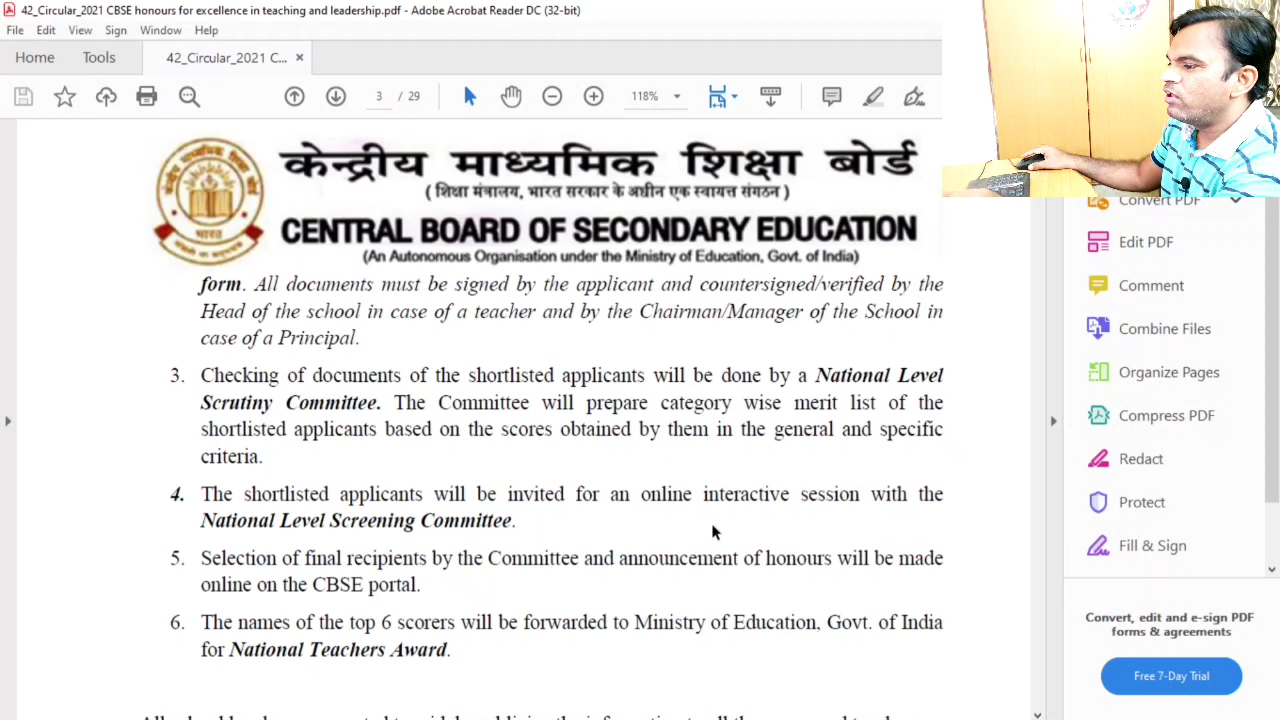 42_Circular_2021 CBSE honours for excellence in teaching and leadership.pdf - Adobe Acrobat Reader DC (32-bit)
File Edit View Sign Window Help
Home Tools 42_Circular_2021 C... ×
3 / 29 118%
केन्द्रीय माध्यमिक शिक्षा बोर्ड
( शिक्षा मंत्रालय, भारत सरकार के अधीन एक स्वायत्त संगठन )
CENTRAL BOARD OF SECONDARY EDUCATION
(An Autonomous Organisation under the Ministry of Education, Govt. of India)
भारत
form. All documents must be signed by the applicant and countersigned/verified by the
Head of the school in case of a teacher and by the Chairman/Manager of the School in
case of a Principal.
3. Checking of documents of the shortlisted applicants will be done by a National Level
Scrutiny Committee. The Committee will prepare category wise merit list of the
shortlisted applicants based on the scores obtained by them in the general and specific
criteria.
4. The shortlisted applicants will be invited for an online interactive session with the
National Level Screening Committee.
5. Selection of final recipients by the Committee and announcement of honours will be made
online on the CBSE portal.
6. The names of the top 6 scorers will be forwarded to Ministry of Education, Govt. of India
for National Teachers Award.
Convert PDF
Edit PDF
Comment
Combine Files
Organize Pages
Compress PDF
Redact
Protect
Fill & Sign
Convert, edit and e-sign PDF
forms & agreements
Free 7-Day Trial